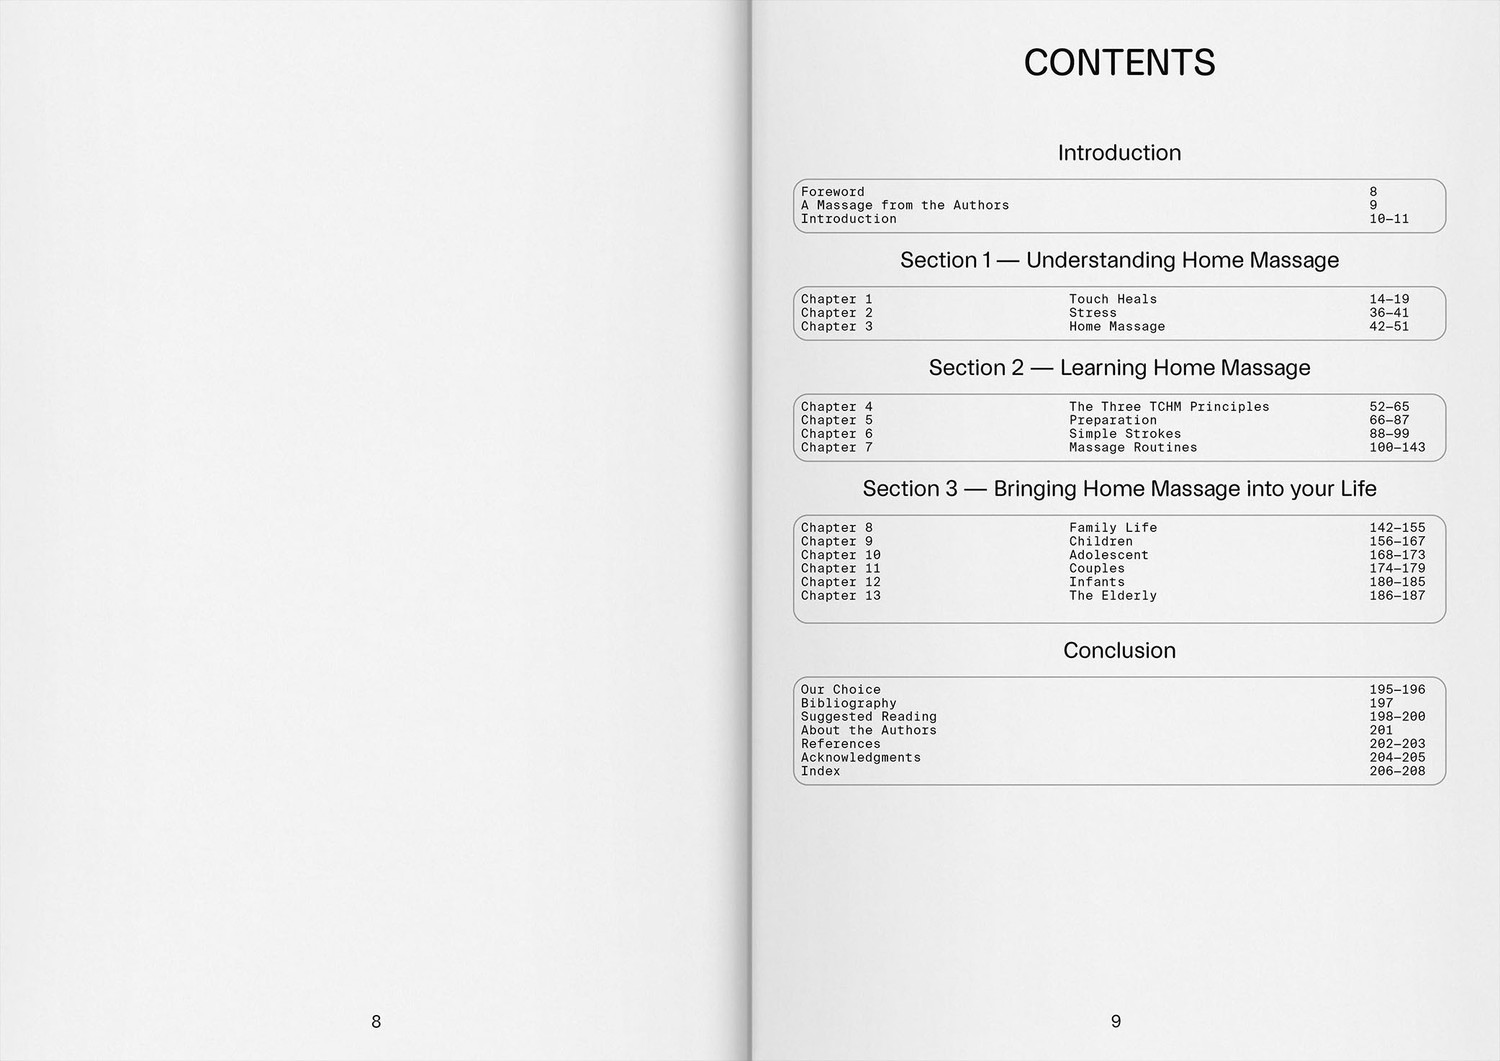 CONTENTS
Introduction
Foreword 8
A Massage from the Authors 9
Introduction 10–11
Section 1 — Understanding Home Massage
Chapter 1 Touch Heals 14–19
Chapter 2 Stress 36–41
Chapter 3 Home Massage 42–51
Section 2 — Learning Home Massage
Chapter 4 The Three TCHM Principles 52–65
Chapter 5 Preparation 66–87
Chapter 6 Simple Strokes 88–99
Chapter 7 Massage Routines 100–143
Section 3 — Bringing Home Massage into your Life
Chapter 8 Family Life 142–155
Chapter 9 Children 156–167
Chapter 10 Adolescent 168–173
Chapter 11 Couples 174–179
Chapter 12 Infants 180–185
Chapter 13 The Elderly 186–187
Conclusion
Our Choice 195–196
Bibliography 197
Suggested Reading 198–200
About the Authors 201
References 202–203
Acknowledgments 204–205
Index 206–208
8
9